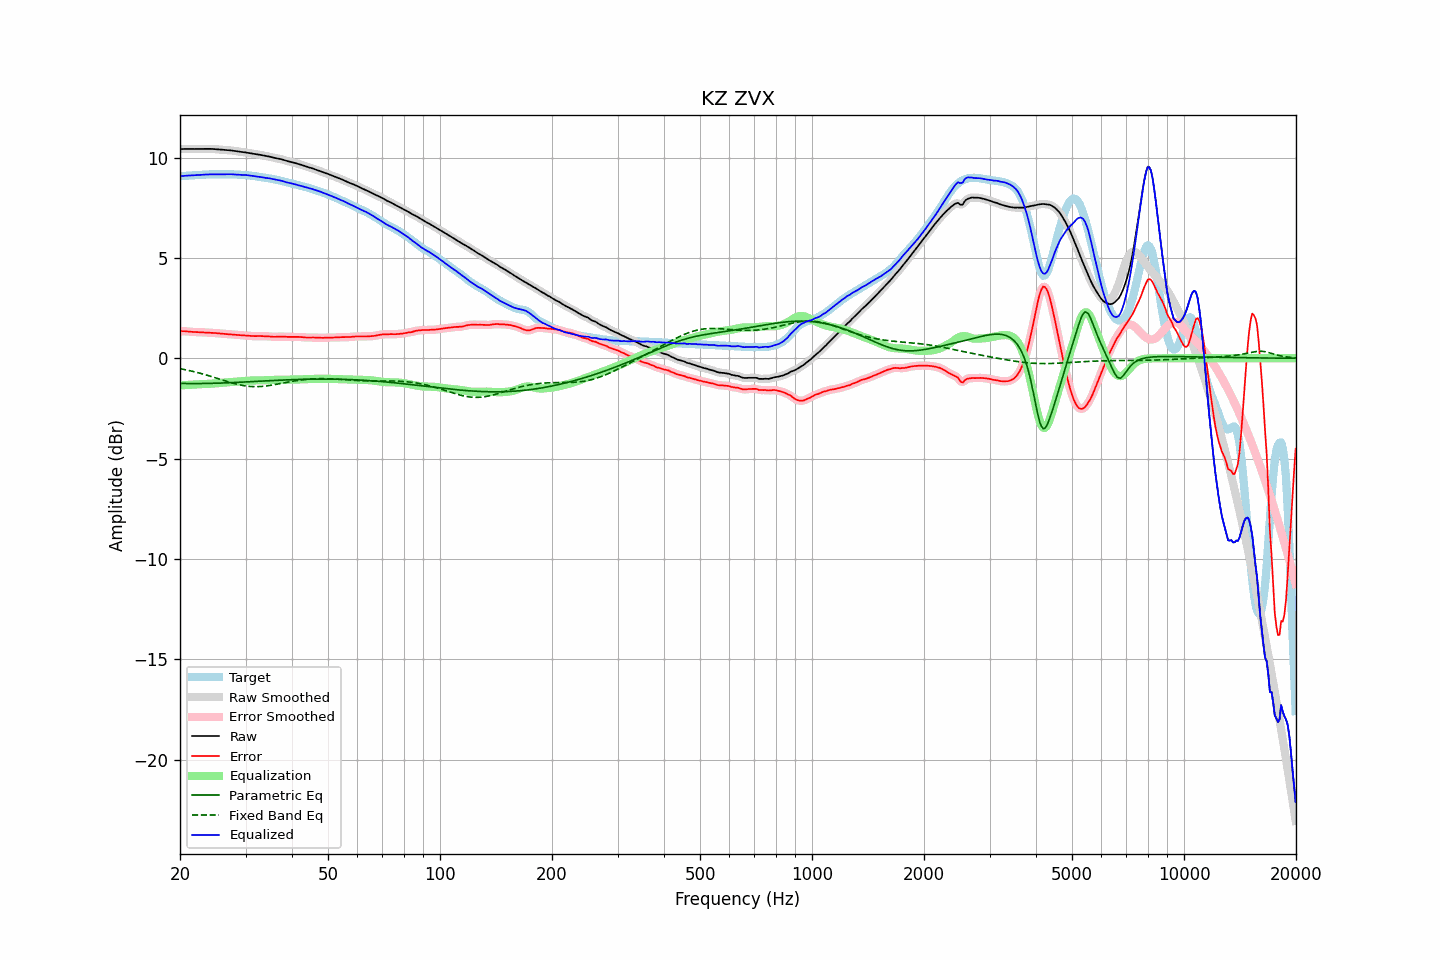 KZ ZVX
Amplitude (dBr)
10
5
0
−5
−10
−15
−20
Target
Raw Smoothed
Error Smoothed
Raw
Error
Equalization
Parametric Eq
Fixed Band Eq
Equalized
20 50 100 200 500 1000 2000 5000 10000 20000
Frequency (Hz)